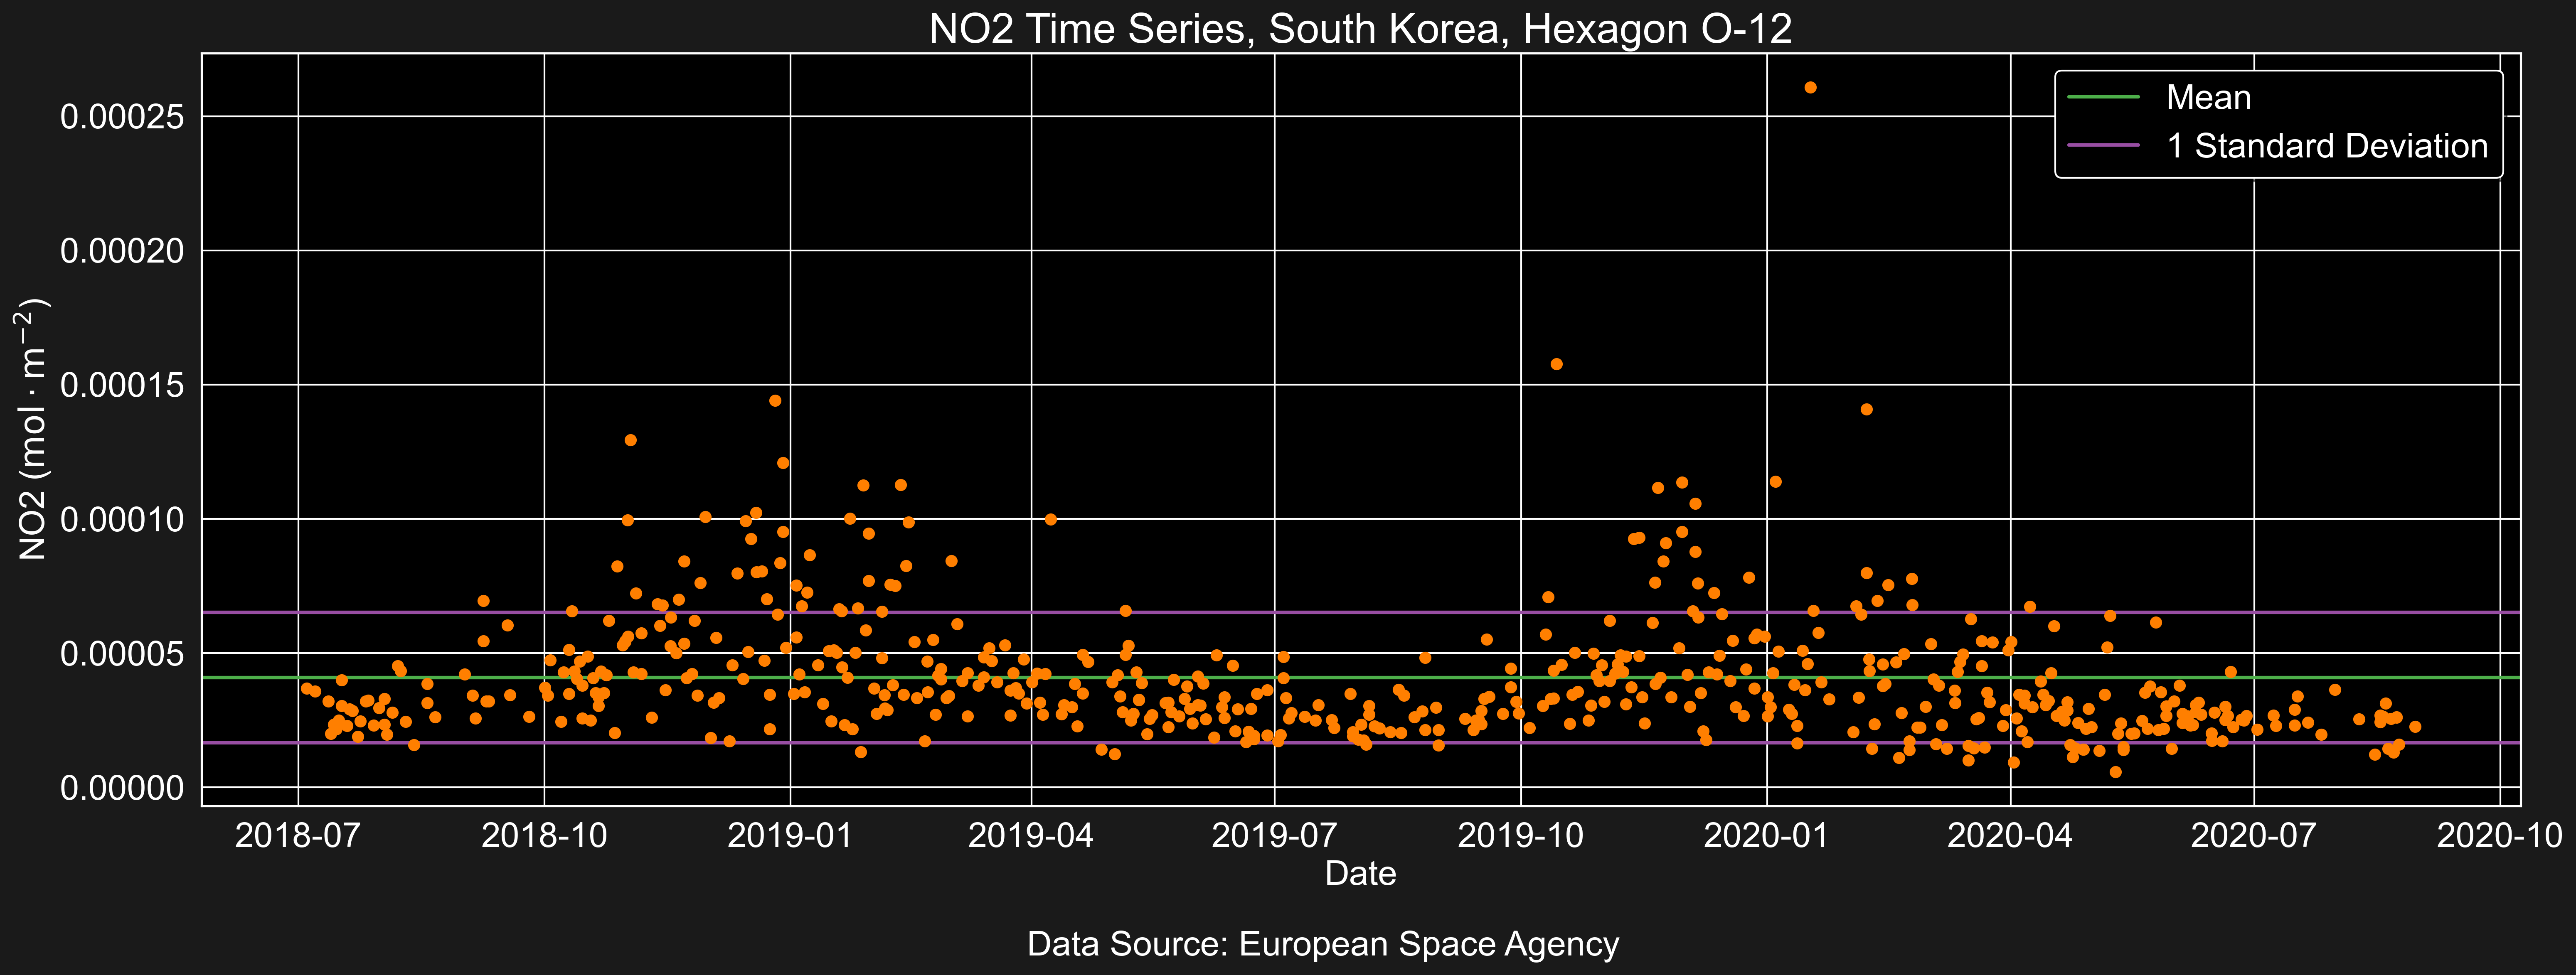 NO2 Time Series, South Korea, Hexagon O-12
Mean
1 Standard Deviation
NO2 (mol · m⁻²)
0.00025
0.00020
0.00015
0.00010
0.00005
0.00000
2018-07 2018-10 2019-01 2019-04 2019-07 2019-10 2020-01 2020-04 2020-07 2020-10
Date
Data Source: European Space Agency